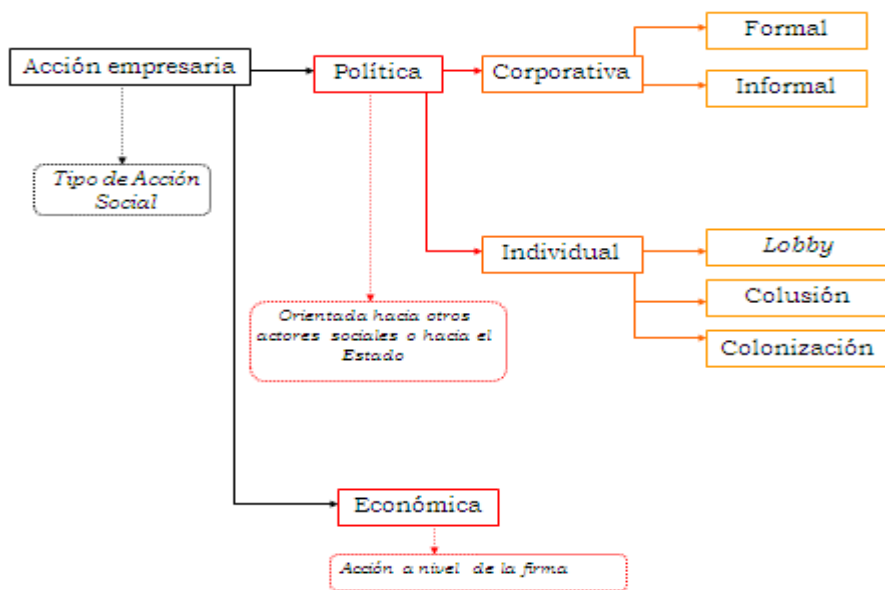 Formal
Acción empresaria
Política
Corporativa
Informal
Tipo de Acción
Social
Individual
Lobby
Colusión
Colonización
Orientada hacia otros
actores sociales o hacia el
Estado
Económica
Acción a nivel de la firma